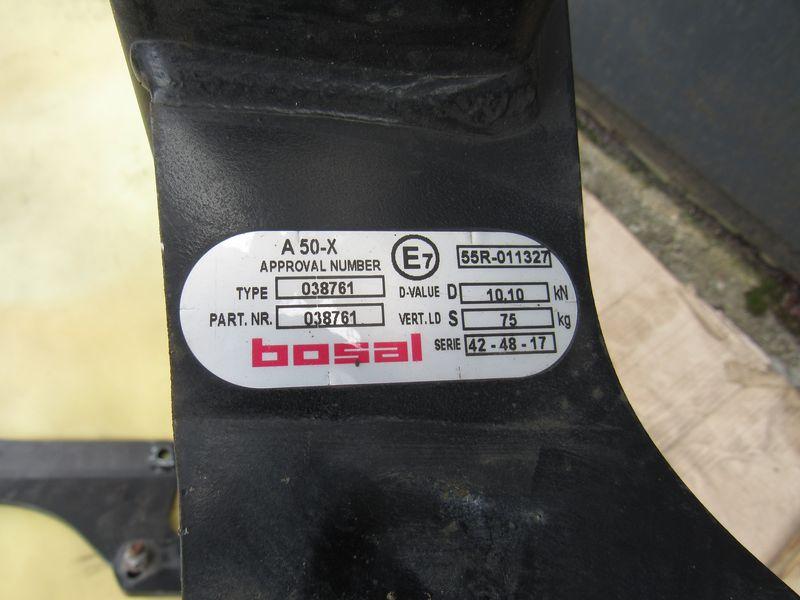 A 50-X
APPROVAL NUMBER E7 55R-011327
TYPE 038761 D-VALUE D 10.10 kN
PART. NR. 038761 VERT. LD S 75 kg
bosal SERIE 42 - 48 - 17